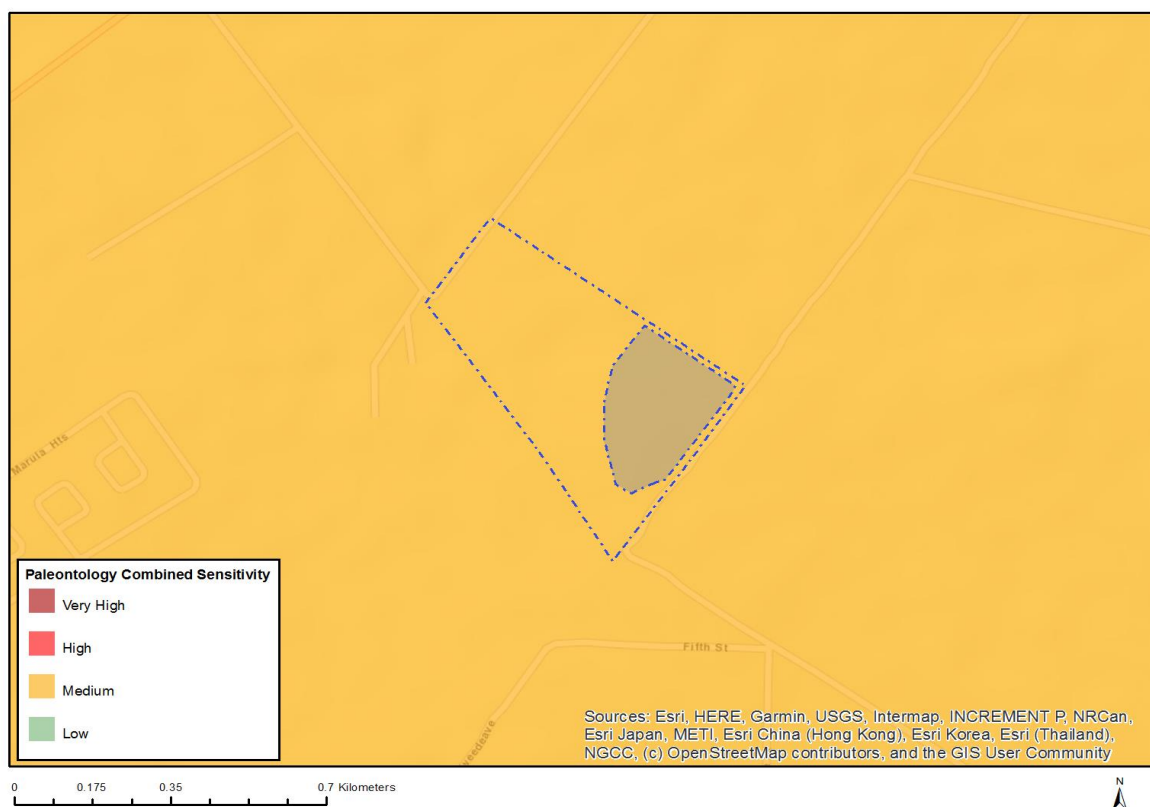 Marula Hts
Paleontology Combined Sensitivity
Very High
High
Medium
Low
Fifth St
Sources: Esri, HERE, Garmin, USGS, Intermap, INCREMENT P, NRCan,
Esri Japan, METI, Esri China (Hong Kong), Esri Korea, Esri (Thailand),
NGCC, (c) OpenStreetMap contributors, and the GIS User Community
0 0.175 0.35 0.7 Kilometers
N